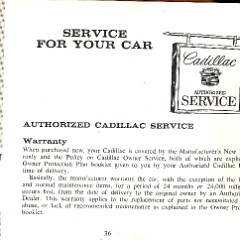 SERVICE
FOR YOUR CAR
Cadillac
AUTHORIZED
SERVICE
AUTHORIZED CADILLAC SERVICE
Warranty
When purchased new, your Cadillac is covered by the Manufacturer's New
ranty and the Policy on Cadillac Owner Service, both of which are
Owner Protection Plan booklet given to you by your Authorized Cadillac
time of delivery.
Basically, the manufacturer warrants the car, with the exception of
and normal maintenance items, for a period of 24 months or 24,000
occurs first, from the date of delivery to the original owner by an
Dealer. This warranty applies to the replacement of parts not necessitated
abuse, or lack of recommended maintenance as explained in the Owner
booklet.
36